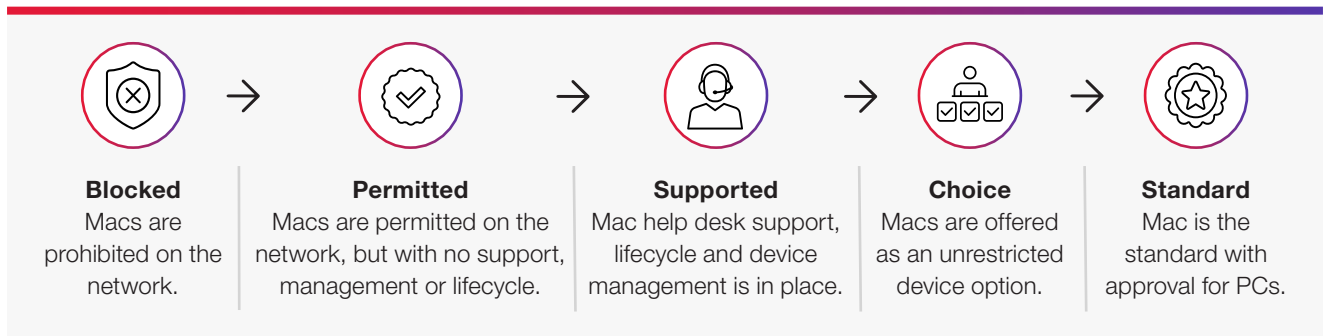 Blocked
Macs are
prohibited on the
network.
Permitted
Macs are permitted on the
network, but with no support,
management or lifecycle.
Supported
Mac help desk support,
lifecycle and device
management is in place.
Choice
Macs are offered
as an unrestricted
device option.
Standard
Mac is the
standard with
approval for PCs.